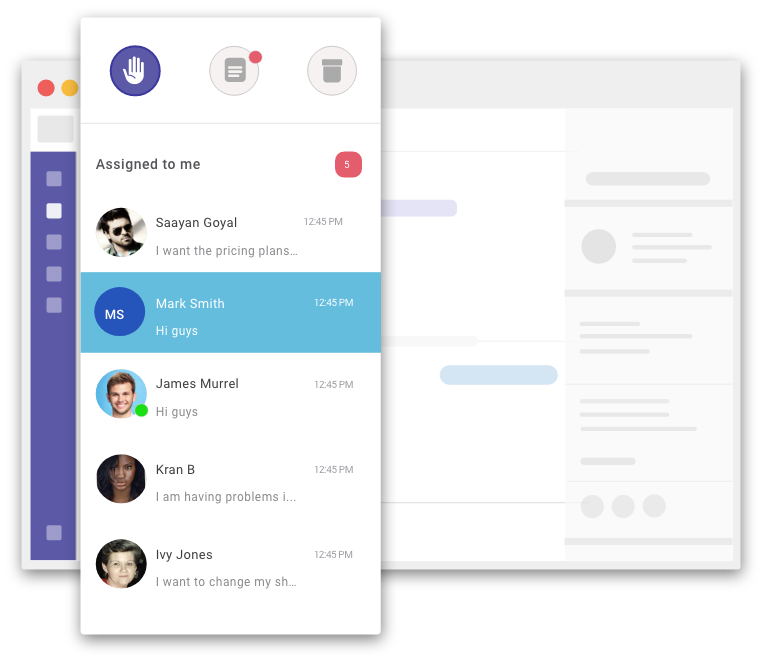 Assigned to me 5
Saayan Goyal 12:45 PM
I want the pricing plans…
MS
Mark Smith 12:45 PM
Hi guys
James Murrel 12:45 PM
Hi guys
Kran B 12:45 PM
I am having problems i...
Ivy Jones 12:45 PM
I want to change my sh…